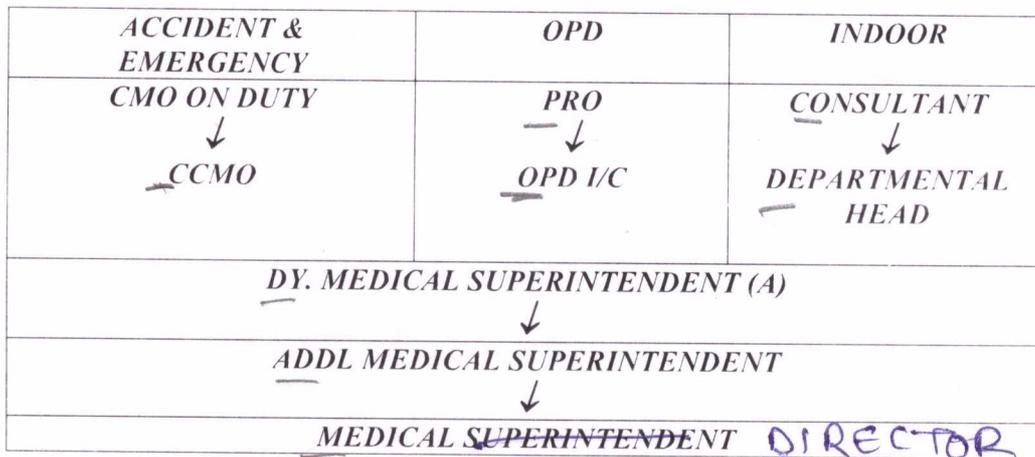 ACCIDENT & EMERGENCY
OPD
INDOOR
CMO ON DUTY
↓
CCMO
PRO
↓
OPD I/C
CONSULTANT
↓
DEPARTMENTAL
HEAD
DY. MEDICAL SUPERINTENDENT (A)
↓
ADDL MEDICAL SUPERINTENDENT
↓
MEDICAL SUPERINTENDENT DIRECTOR